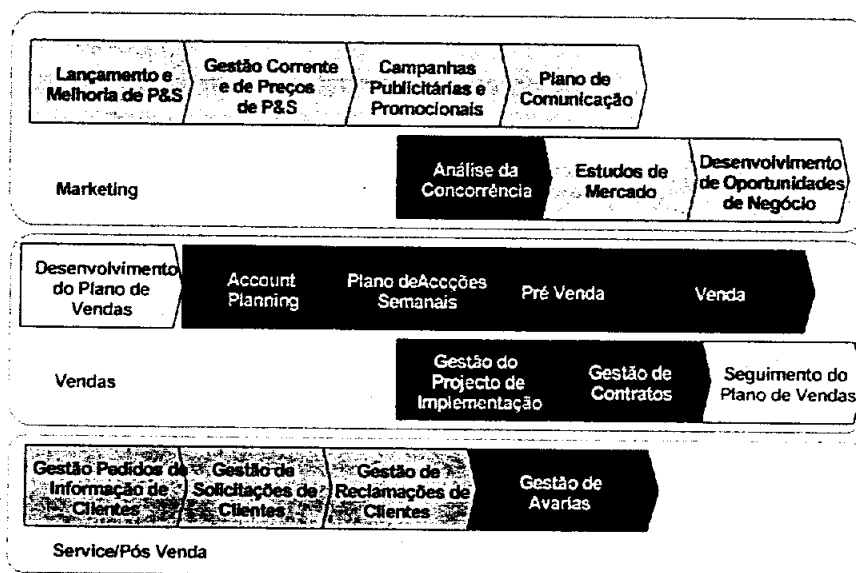 Lançamento e
Melhoria de P&S
Gestão Corrente
e de Preços
de P&S
Campanhas
Publicitárias e
Promocionais
Plano de
Comunicação
Marketing
Análise da
Concorrência
Estudos de
Mercado
Desenvolvimento
de Oportunidades
de Negócio
Desenvolvimento
do Plano de
Vendas
Account
Planning
Plano deAccções
Semanais
Pré Venda
Venda
Vendas
Gestão do
Projecto de
Implementação
Gestão de
Contratos
Seguimento do
Plano de Vendas
Gestão Pedidos de
Informação de
Clientes
Gestão de
Solicitações de
Clientes
Gestão de
Reclamações de
Clientes
Gestão de
Avarias
Service/Pós Venda